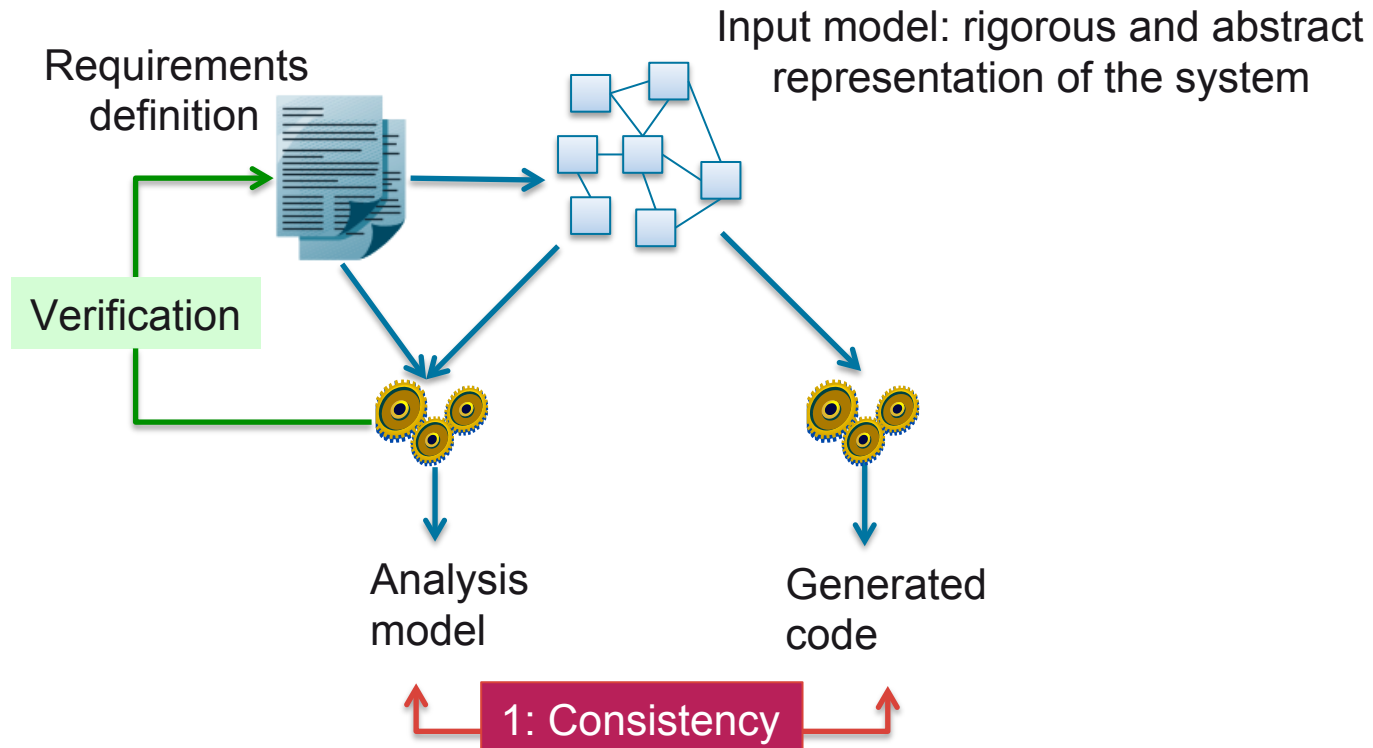 Input model: rigorous and abstract
representation of the system
Requirements
definition
Verification
Analysis
model
Generated
code
1: Consistency